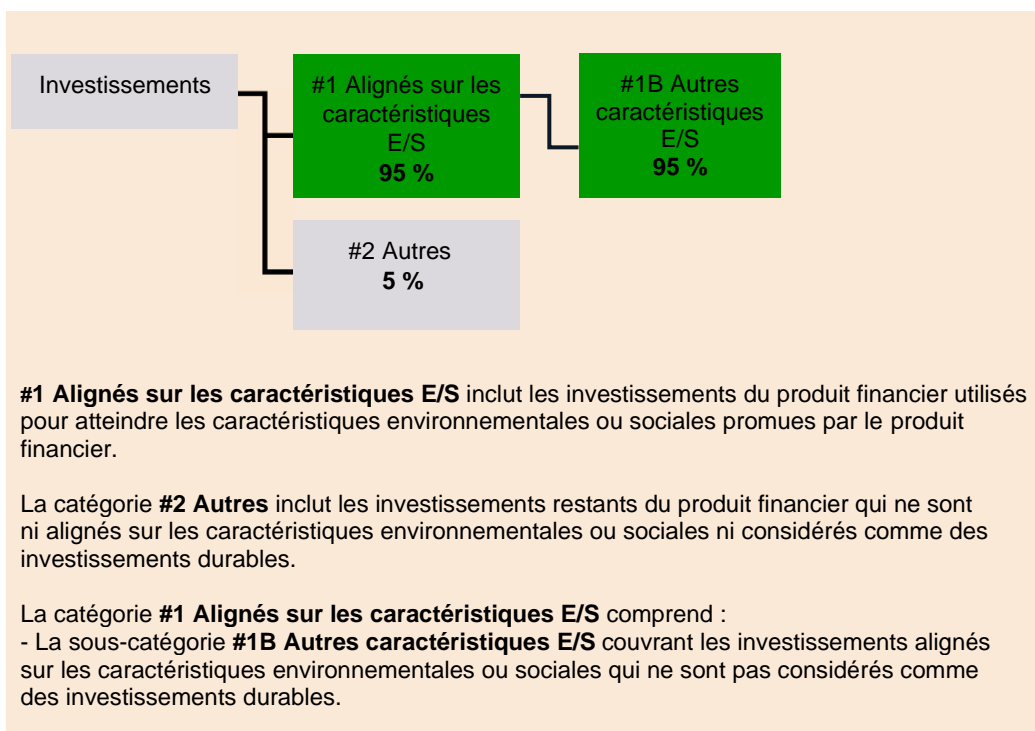 Investissements
#1 Alignés sur les
caractéristiques
E/S
95 %
#1B Autres
caractéristiques
E/S
95 %
#2 Autres
5 %
#1 Alignés sur les caractéristiques E/S inclut les investissements du produit financier utilisés
pour atteindre les caractéristiques environnementales ou sociales promues par le produit
financier.
La catégorie #2 Autres inclut les investissements restants du produit financier qui ne sont
ni alignés sur les caractéristiques environnementales ou sociales ni considérés comme des
investissements durables.
La catégorie #1 Alignés sur les caractéristiques E/S comprend :
- La sous-catégorie #1B Autres caractéristiques E/S couvrant les investissements alignés
sur les caractéristiques environnementales ou sociales qui ne sont pas considérés comme
des investissements durables.